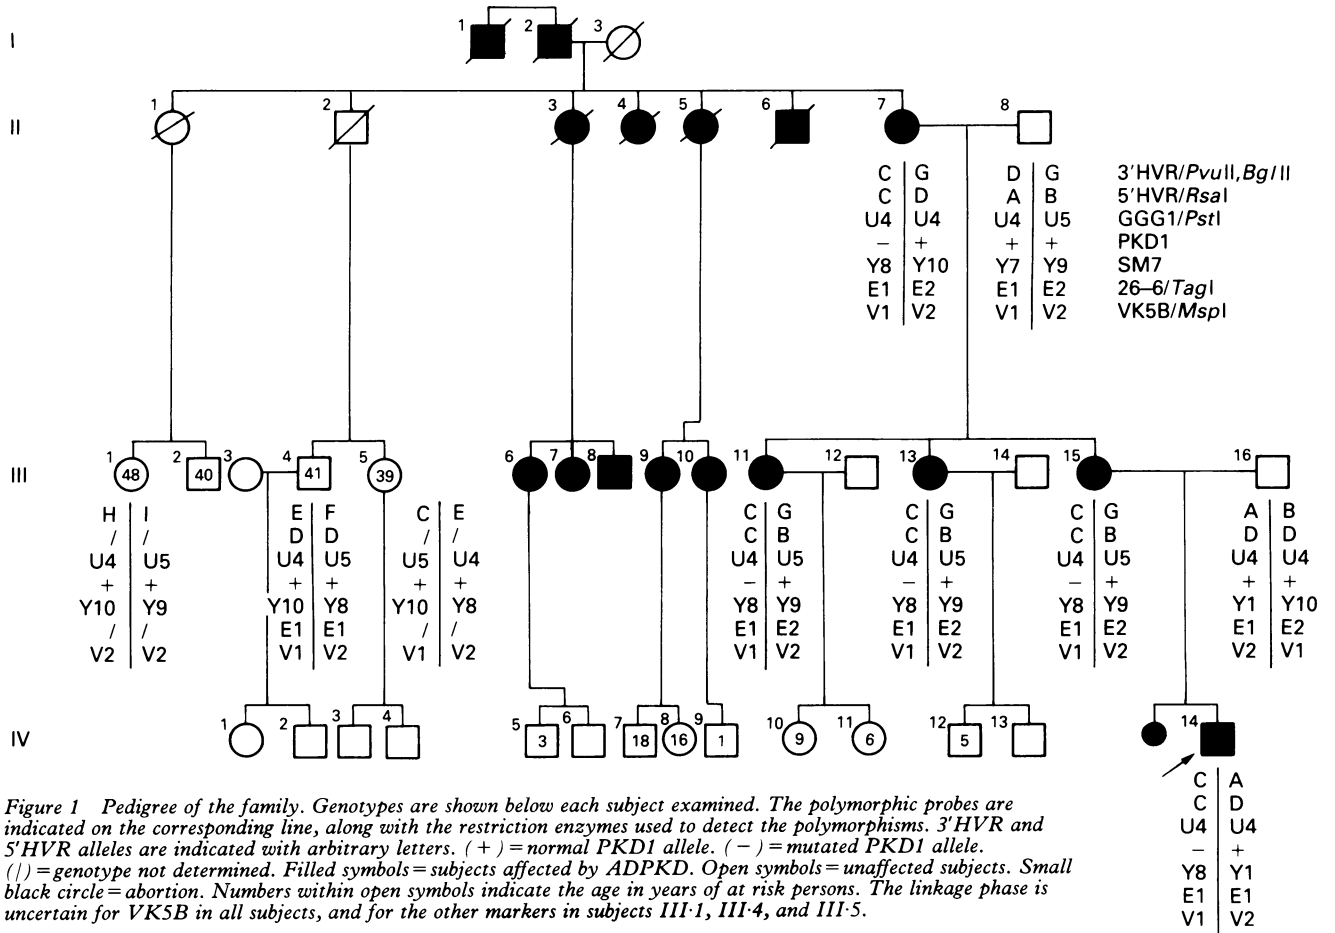 1 2 3
I
1 2 3 4 5 6 7 8
II
C G D G 3'HVR/PvuII,BglII
C D A B 5'HVR/RsaI
U4 U4 U4 U5 GGG1/PstI
− + + + PKD1
Y8 Y10 Y7 Y9 SM7
E1 E2 E1 E2 26–6/TagI
V1 V2 V1 V2 VK5B/MspI
1 2 3 4 5 6 7 8 9 10 11 12 13 14 15 16
III 48 40 41 39
H I E F C E C G C G C G A B
/ / D D / / C B C B C B D D
U4 U5 U4 U5 U5 U4 U4 U5 U4 U5 U4 U5 U4 U4
+ + + + + + − + − + − + + +
Y10 Y9 Y10 Y8 Y10 Y8 Y8 Y9 Y8 Y9 Y8 Y9 Y1 Y10
/ / E1 E1 / / E1 E2 E1 E2 E1 E2 E1 E2
V2 V2 V1 V2 V1 V2 V1 V2 V1 V2 V1 V2 V2 V1
1 2 3 4 5 6 7 8 9 10 11 12 13 14
IV 3 18 16 1 9 6 5
C A
C D
U4 U4
− +
Y8 Y1
E1 E1
V1 V2
Figure 1 Pedigree of the family. Genotypes are shown below each subject examined. The polymorphic probes are
indicated on the corresponding line, along with the restriction enzymes used to detect the polymorphisms. 3'HVR and
5'HVR alleles are indicated with arbitrary letters. (+)=normal PKD1 allele. (−)=mutated PKD1 allele.
(/)=genotype not determined. Filled symbols=subjects affected by ADPKD. Open symbols=unaffected subjects. Small
black circle=abortion. Numbers within open symbols indicate the age in years of at risk persons. The linkage phase is
uncertain for VK5B in all subjects, and for the other markers in subjects III·1, III·4, and III·5.